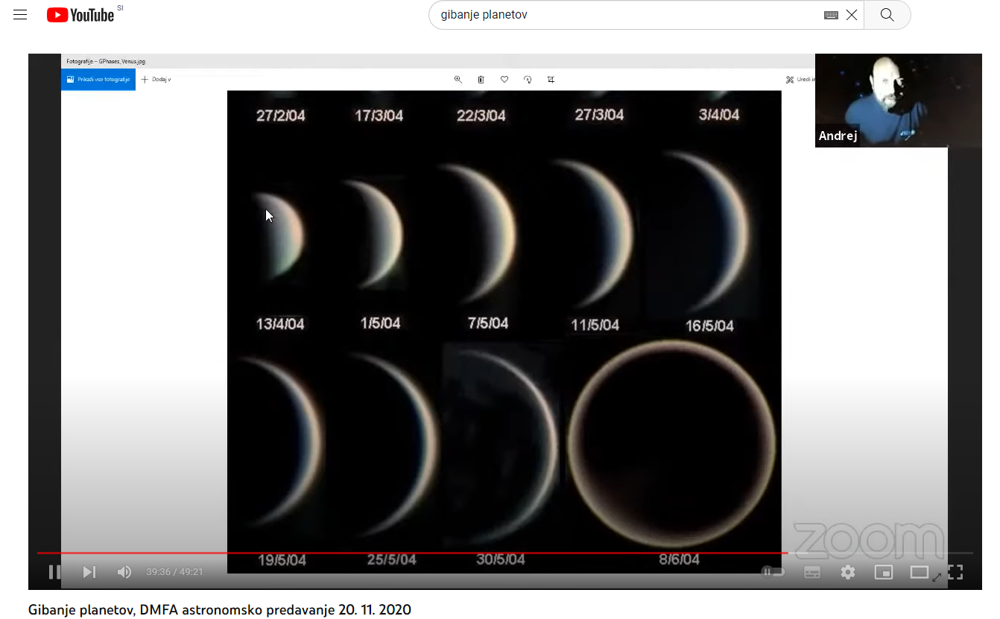 YouTube SI
gibanje planetov
Fotografije – GPhases_Venus.jpg
Prikaži vse fotografije
Dodaj v
Uredi in
27/2/04 17/3/04 22/3/04 27/3/04 3/4/04
Andrej
13/4/04 1/5/04 7/5/04 11/5/04 16/5/04
zoom
19/5/04 25/5/04 30/5/04 8/6/04
39:36 / 49:21
Gibanje planetov, DMFA astronomsko predavanje 20. 11. 2020